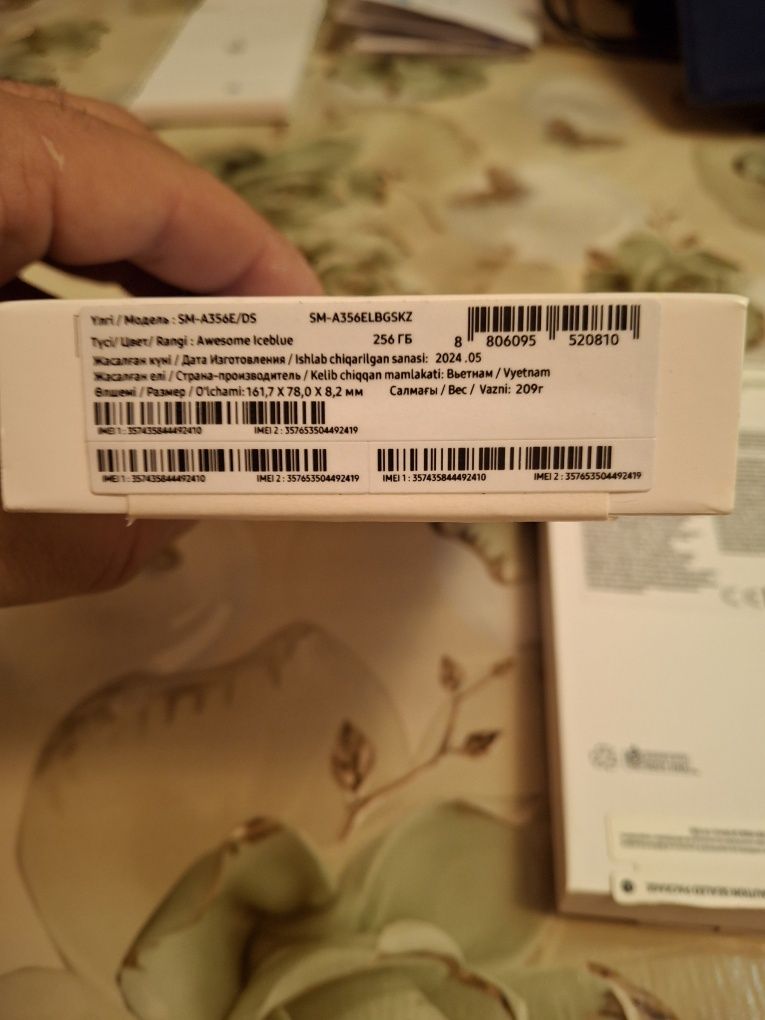 Үлгі / Модель : SM-A356E/DS SM-A356ELBGSKZ
Түсі/ Цвет/ Rangi : Awesome Iceblue 256 ГБ
8 806095 520810
Жасалған күні / Дата Изготовления / Ishlab chiqarilgan sanasi: 2024 .05
Жасалған елі / Страна-производитель / Kelib chiqqan mamlakati: Вьетнам / Vyetnam
Өлшемі / Размер / O'lchami: 161,7 X 78,0 X 8,2 мм Салмағы / Вес / Vazni: 209г
IMEI 1 : 357435844492410 IMEI 2 : 357653504492419
IMEI 1 : 357435844492410 IMEI 2 : 357653504492419 IMEI 1 : 357435844492410 IMEI 2 : 357653504492419